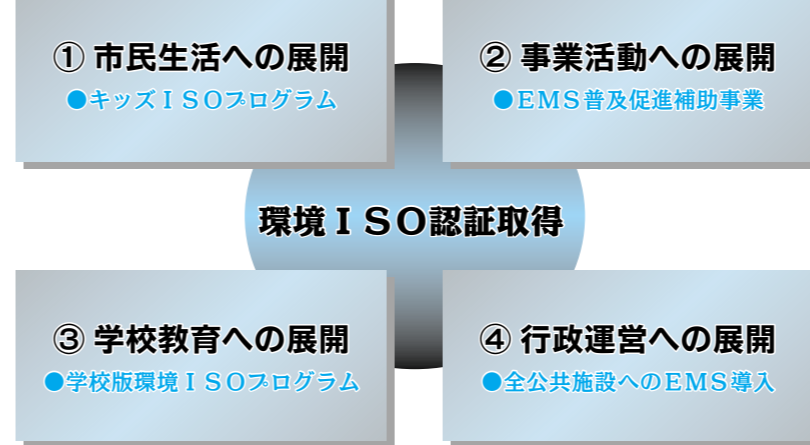 ① 市民生活への展開
●キッズＩＳＯプログラム
② 事業活動への展開
●ＥＭＳ普及促進補助事業
環境ＩＳＯ認証取得
③ 学校教育への展開
●学校版環境ＩＳＯプログラム
④ 行政運営への展開
●全公共施設へのＥＭＳ導入